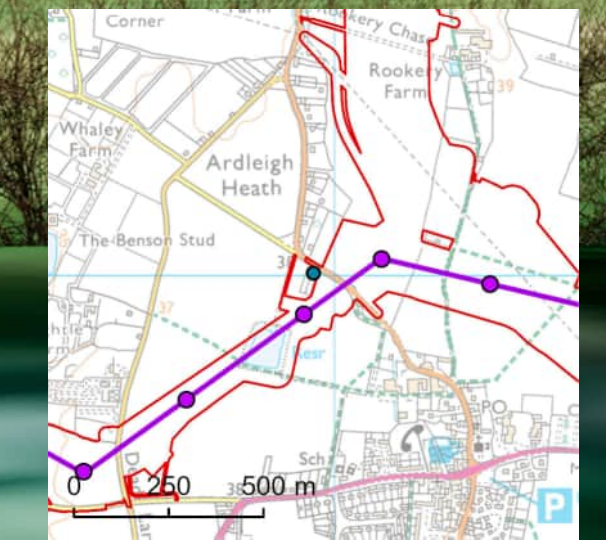 Corner
Rookery Chase
Rookery
Farm
39
Whaley
Farm
Ardleigh
Heath
The Benson Stud
37
Resr
PO
Sch
0 250 500 m
P